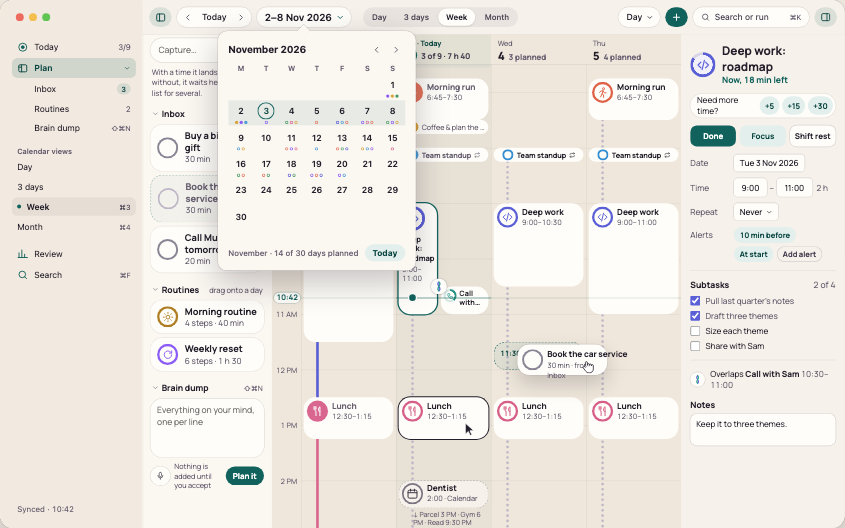 Today 3/9
Plan
Inbox 3
Routines 2
Brain dump ⇧⌘N
Calendar views
Day
3 days
Week ⌘3
Month ⌘4
Review
Search ⌘F
Synced · 10:42
Today
2–8 Nov 2026
Day 3 days Week Month
Day
Search or run ⌘K
Capture...
With a time it lands
without, it waits he
list for several.
Inbox
Buy a bi
gift
30 min
Book th
service
30 min
Call Mu
tomorro
20 min
Routines drag onto a day
Morning routine
4 steps · 40 min
Weekly reset
6 steps · 1 h 30
Brain dump ⇧⌘N
Everything on your mind,
one per line
Nothing is
added until
you accept
Plan it
November 2026
M T W T F S S
1
2 3 4 5 6 7 8
9 10 11 12 13 14 15
16 17 18 19 20 21 22
23 24 25 26 27 28 29
30
November · 14 of 30 days planned
Today
· Today
3 of 9 · 7 h 40
Wed
4 3 planned
Thu
5 4 planned
Morning run
6:45–7:30
Morning run
6:45–7:30
Coffee & plan the ...
Team standup
Team standup
Team standup
Deep work
9:00–10:30
Deep work
9:00–11:00
11:00
Call
with...
10:42
11 AM
12 PM
1 PM
2 PM
11:30
Book the car service
30 min · from
Inbox
Lunch
12:30–1:15
Lunch
12:30–1:15
Lunch
12:30–1:15
Lunch
12:30–1:15
Dentist
2:00 · Calendar
Parcel 3 PM · Gym 6
PM · Read 9:30 PM
Deep work:
roadmap
Now, 18 min left
Need more
time?
+5 +15 +30
Done Focus Shift rest
Date Tue 3 Nov 2026
Time 9:00 – 11:00 2 h
Repeat Never
Alerts 10 min before
At start Add alert
Subtasks 2 of 4
Pull last quarter's notes
Draft three themes
Size each theme
Share with Sam
Overlaps Call with Sam 10:30–
11:00
Notes
Keep it to three themes.